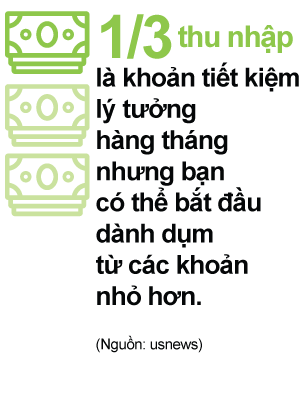 1/3 thu nhập
là khoản tiết kiệm
lý tưởng
hàng tháng
nhưng bạn
có thể bắt đầu
dành dụm
từ các khoản
nhỏ hơn.
(Nguồn: usnews)